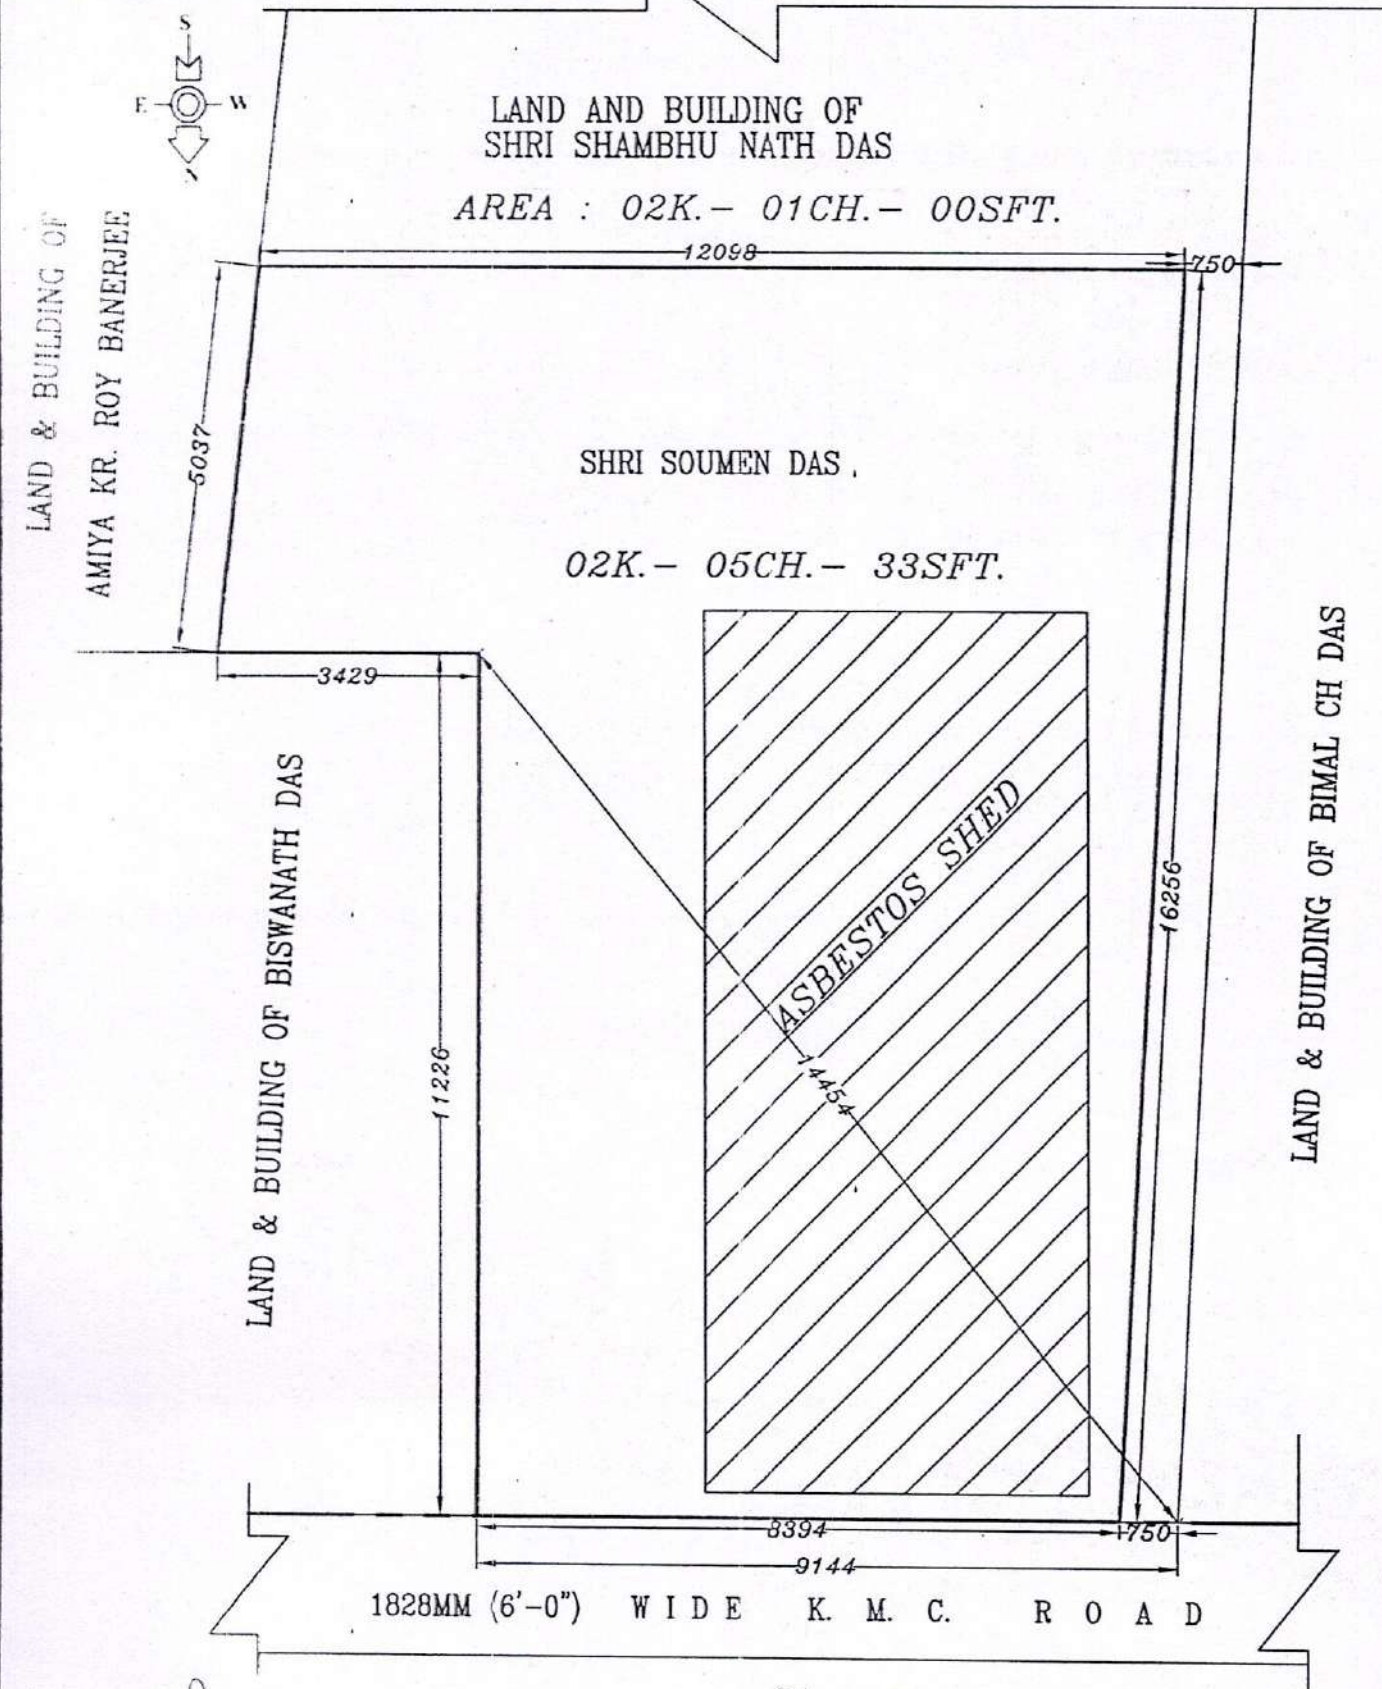 S
E W
LAND AND BUILDING OF
SHRI SHAMBHU NATH DAS
AREA : 02K.- 01CH.- 00SFT.
12098
750
LAND & BUILDING OF
AMIYA KR. ROY BANERJEE
5037
SHRI SOUMEN DAS.
02K.- 05CH.- 33SFT.
3429
LAND & BUILDING OF BISWANATH DAS
11226
ASBESTOS SHED
14454
16256
LAND & BUILDING OF BIMAL CH DAS
8394
750
9144
1828MM (6'-0") WIDE K. M. C. ROAD